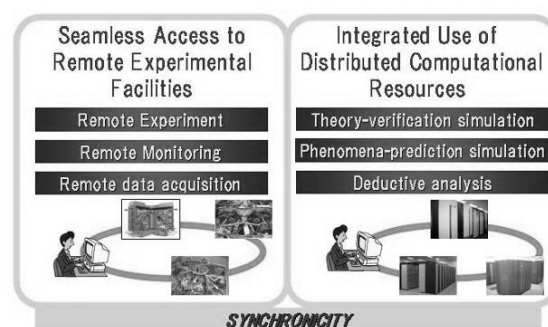 Seamless Access to
Remote Experimental
Facilities
Remote Experiment
Remote Monitoring
Remote data acquisition
Integrated Use of
Distributed Computational
Resources
Theory-verification simulation
Phenomena-prediction simulation
Deductive analysis
SYNCHRONICITY